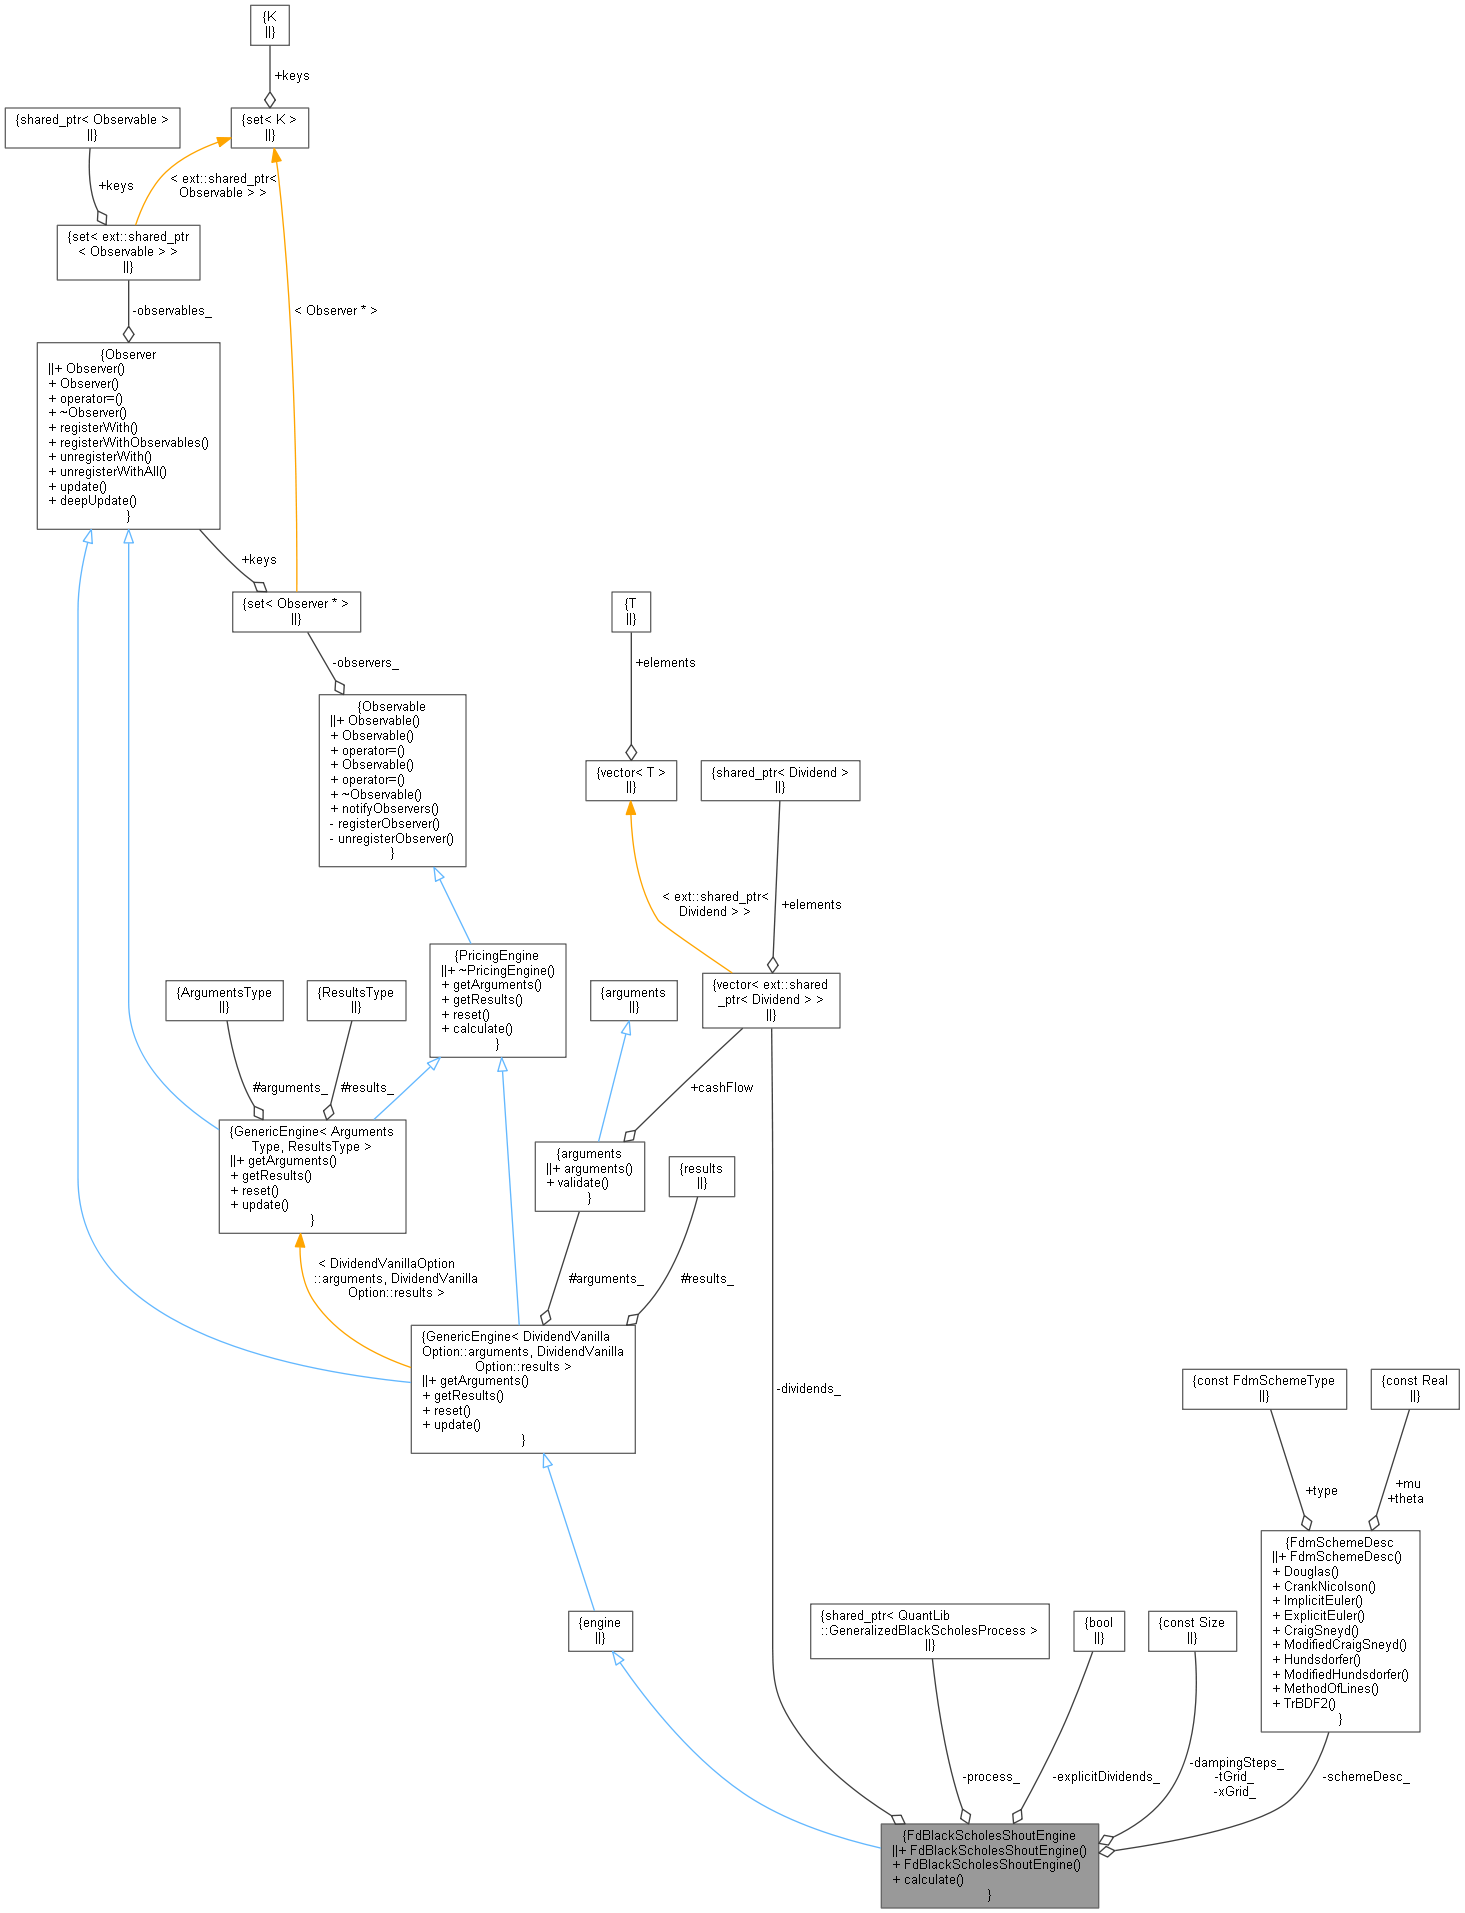 {K
||}
+keys
{shared_ptr< Observable >
||}
{set< K >
||}
+keys
< ext::shared_ptr<
Observable > >
{set< ext::shared_ptr
< Observable > >
||}
-observables_
< Observer * >
{Observer
||+ Observer()
+ Observer()
+ operator=()
+ ~Observer()
+ registerWith()
+ registerWithObservables()
+ unregisterWith()
+ unregisterWithAll()
+ update()
+ deepUpdate()
}
+keys
{set< Observer * >
||}
{T
||}
-observers_
+elements
{Observable
||+ Observable()
+ Observable()
+ operator=()
+ Observable()
+ operator=()
+ ~Observable()
+ notifyObservers()
- registerObserver()
- unregisterObserver()
}
{vector< T >
||}
{shared_ptr< Dividend >
||}
< ext::shared_ptr<
Dividend > >
+elements
{PricingEngine
||+ ~PricingEngine()
+ getArguments()
+ getResults()
+ reset()
+ calculate()
}
{ArgumentsType
||}
{ResultsType
||}
{arguments
||}
{vector< ext::shared
_ptr< Dividend > >
||}
#arguments_
#results_
+cashFlow
{GenericEngine< Arguments
Type, ResultsType >
||+ getArguments()
+ getResults()
+ reset()
+ update()
}
{arguments
||+ arguments()
+ validate()
}
{results
||}
< DividendVanillaOption
::arguments, DividendVanilla
Option::results >
#arguments_
#results_
{GenericEngine< DividendVanilla
Option::arguments, DividendVanilla
Option::results >
||+ getArguments()
+ getResults()
+ reset()
+ update()
}
-dividends_
{const FdmSchemeType
||}
{const Real
||}
+type
+mu
+theta
{FdmSchemeDesc
||+ FdmSchemeDesc()
+ Douglas()
+ CrankNicolson()
+ ImplicitEuler()
+ ExplicitEuler()
+ CraigSneyd()
+ ModifiedCraigSneyd()
+ Hundsdorfer()
+ ModifiedHundsdorfer()
+ MethodOfLines()
+ TrBDF2()
}
{engine
||}
{shared_ptr< QuantLib
::GeneralizedBlackScholesProcess >
||}
{bool
||}
{const Size
||}
-process_
-explicitDividends_
-dampingSteps_
-tGrid_
-xGrid_
-schemeDesc_
{FdBlackScholesShoutEngine
||+ FdBlackScholesShoutEngine()
+ FdBlackScholesShoutEngine()
+ calculate()
}